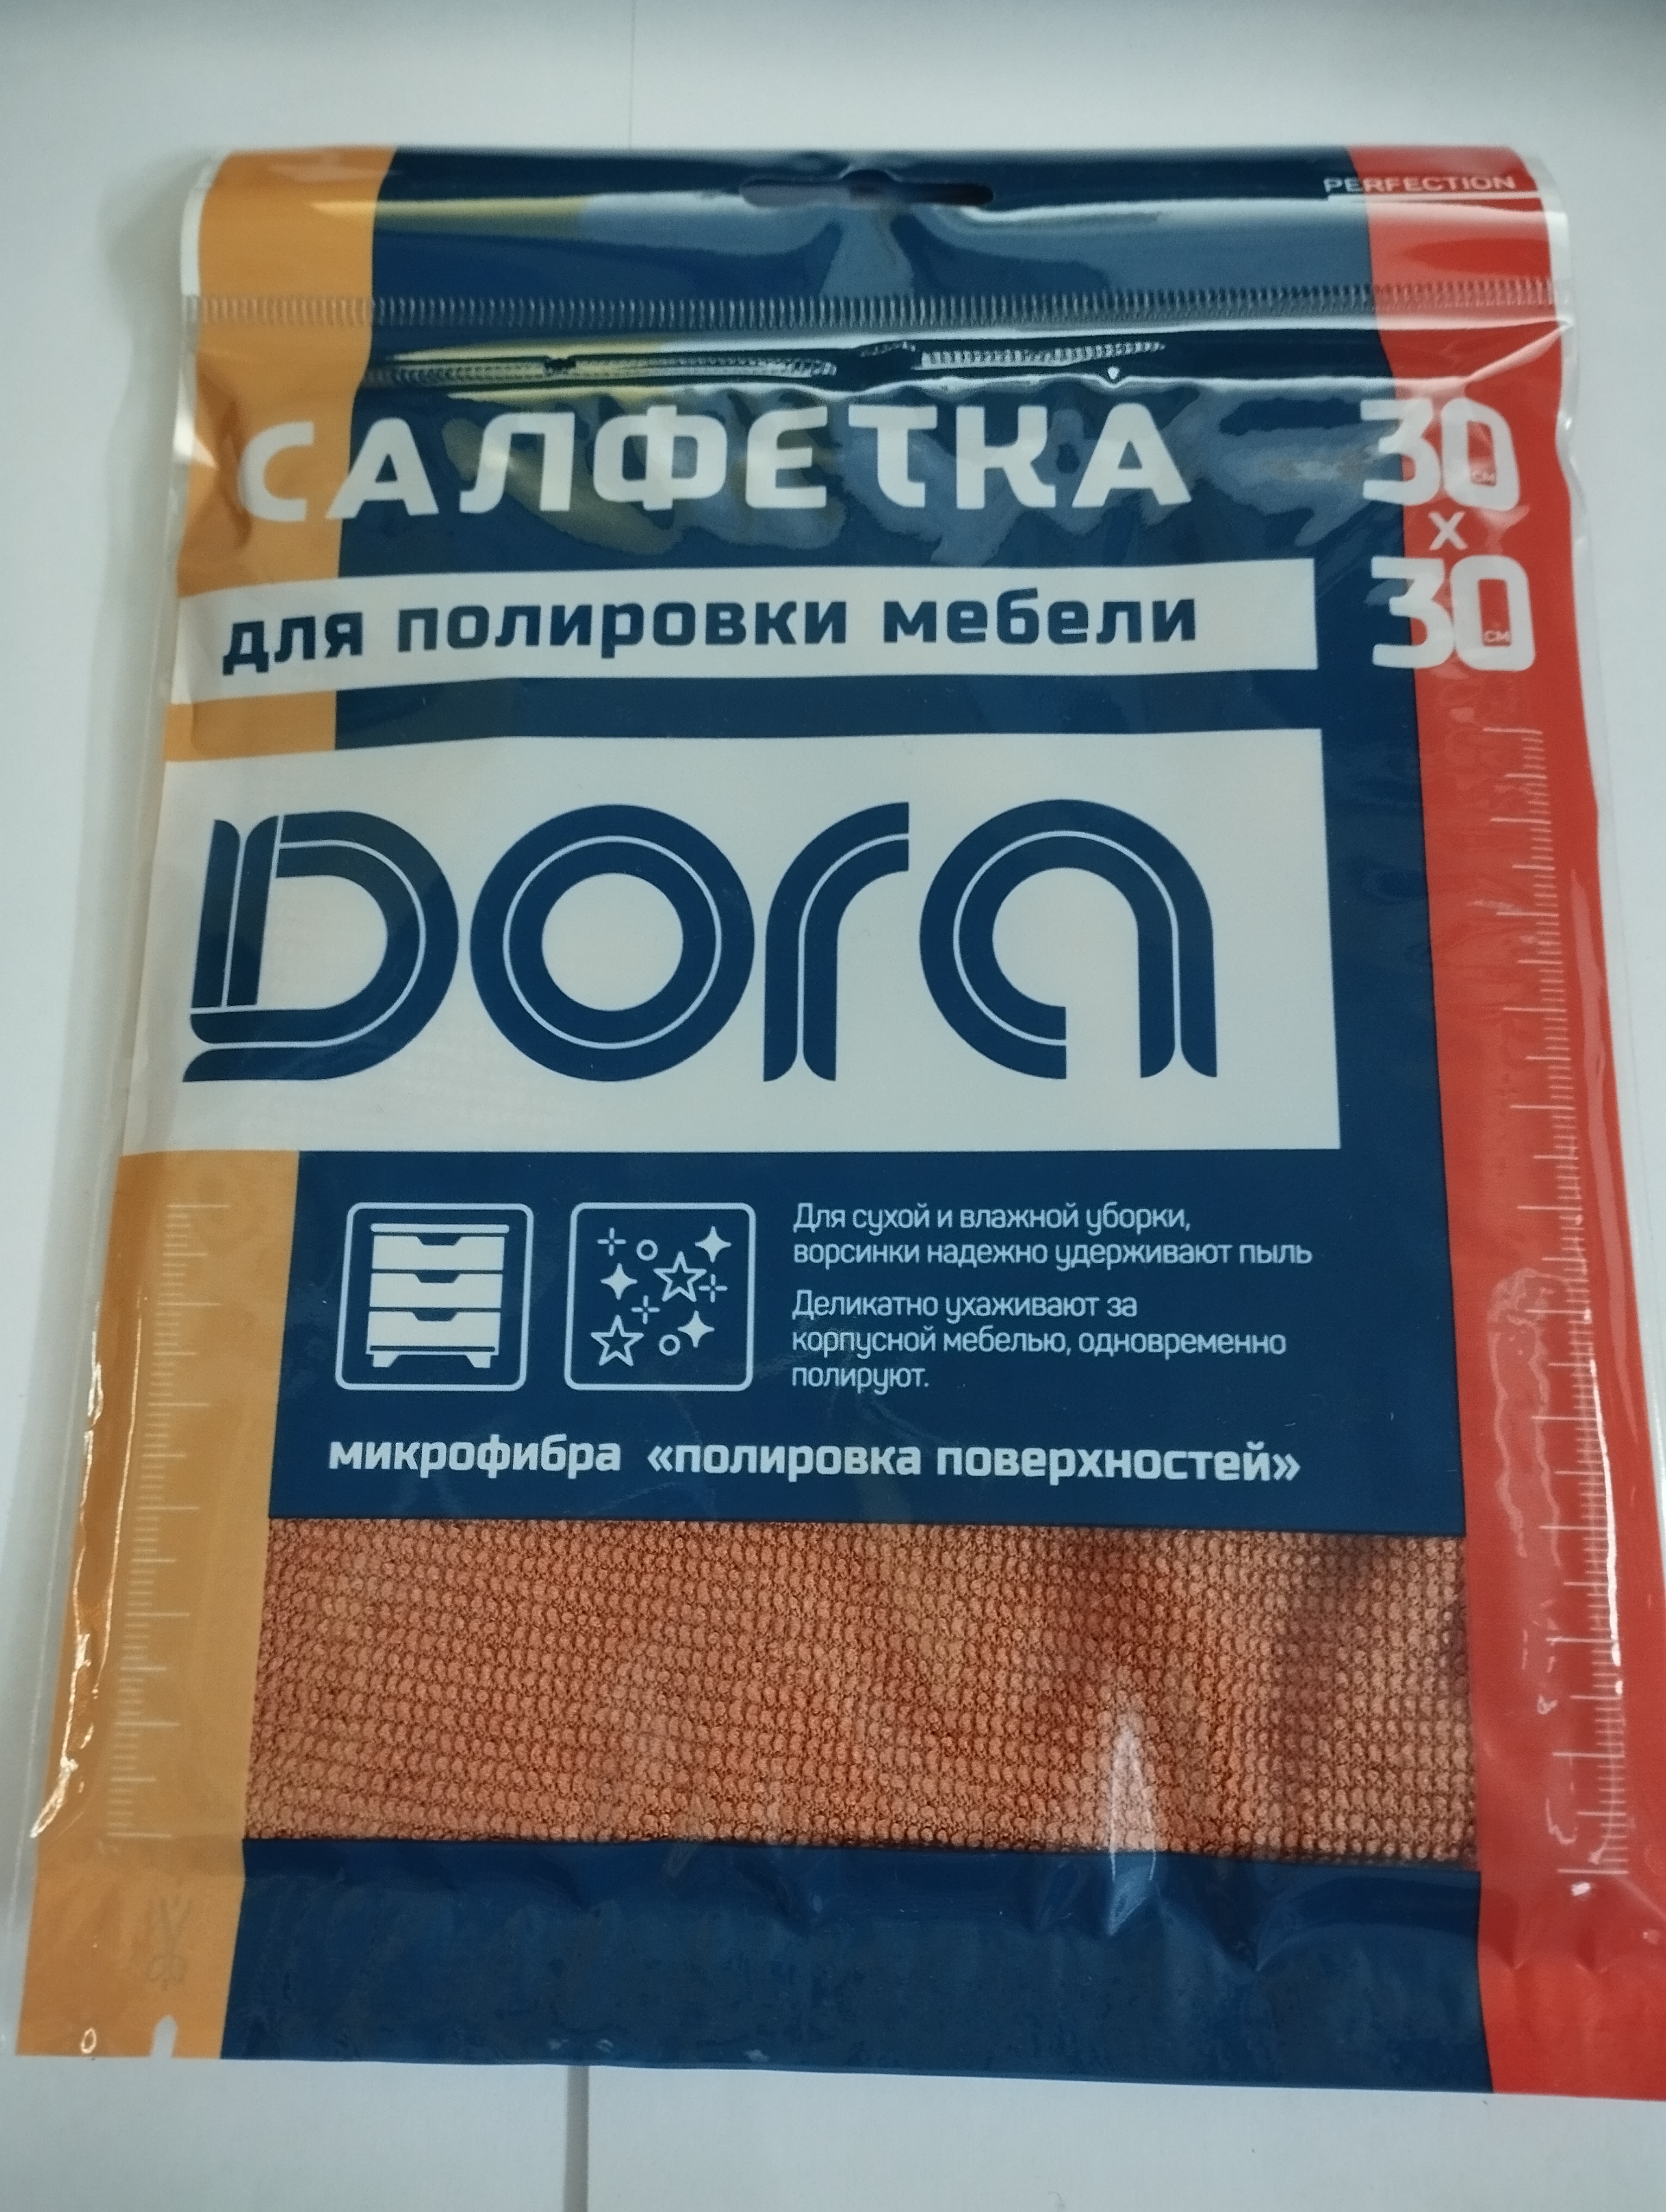 PERFECTION
САЛФЕТКА
30 см
х
30 см
для полировки мебели
Dora
Для сухой и влажной уборки,
ворсинки надежно удерживают пыль
Деликатно ухаживают за
корпусной мебелью, одновременно
полируют.
микрофибра «полировка поверхностей»